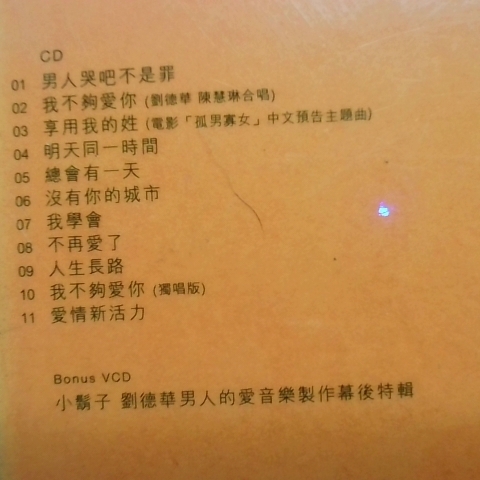 CD
01 男人哭吧不是罪
02 我不夠愛你 (劉德華 陳慧琳合唱)
03 享用我的姓 (電影「孤男寡女」中文預告主題曲)
04 明天同一時間
05 總會有一天
06 沒有你的城市
07 我學會
08 不再愛了
09 人生長路
10 我不夠愛你 (獨唱版)
11 愛情新活力
Bonus VCD
小鬍子 劉德華男人的愛音樂製作幕後特輯